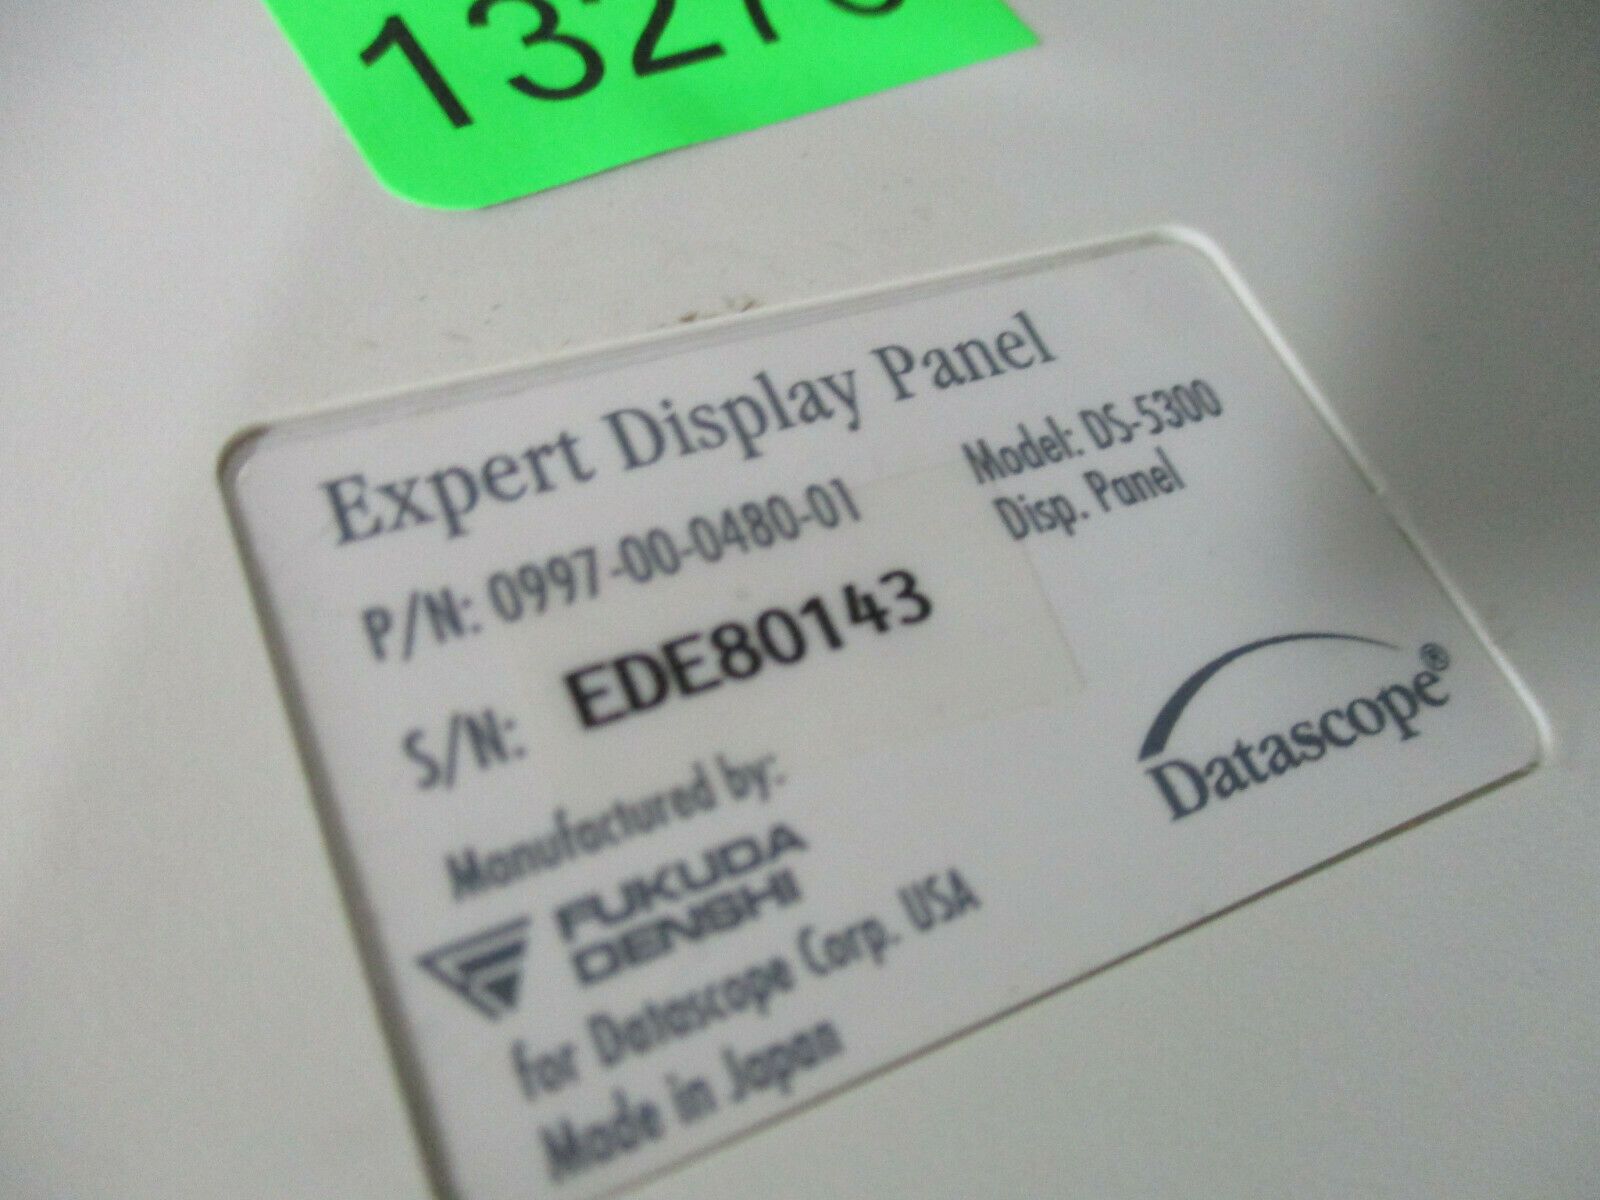 Expert Display Panel
P/N: 0997-00-0480-01
Model: DS-5300
Disp. Panel
S/N: EDE80143
Manufactured by:
FUKUDA
DENSHI
for Datascope Corp. USA
Made in Japan
Datascope®